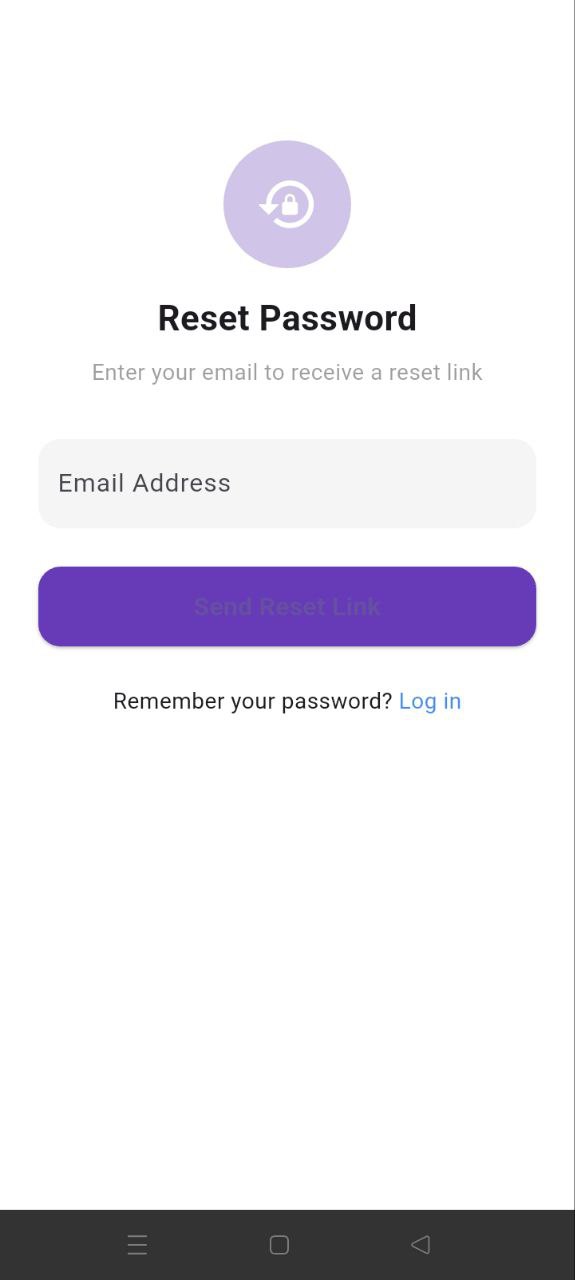 Reset Password
Enter your email to receive a reset link
Email Address
Send Reset Link
Remember your password? Log in